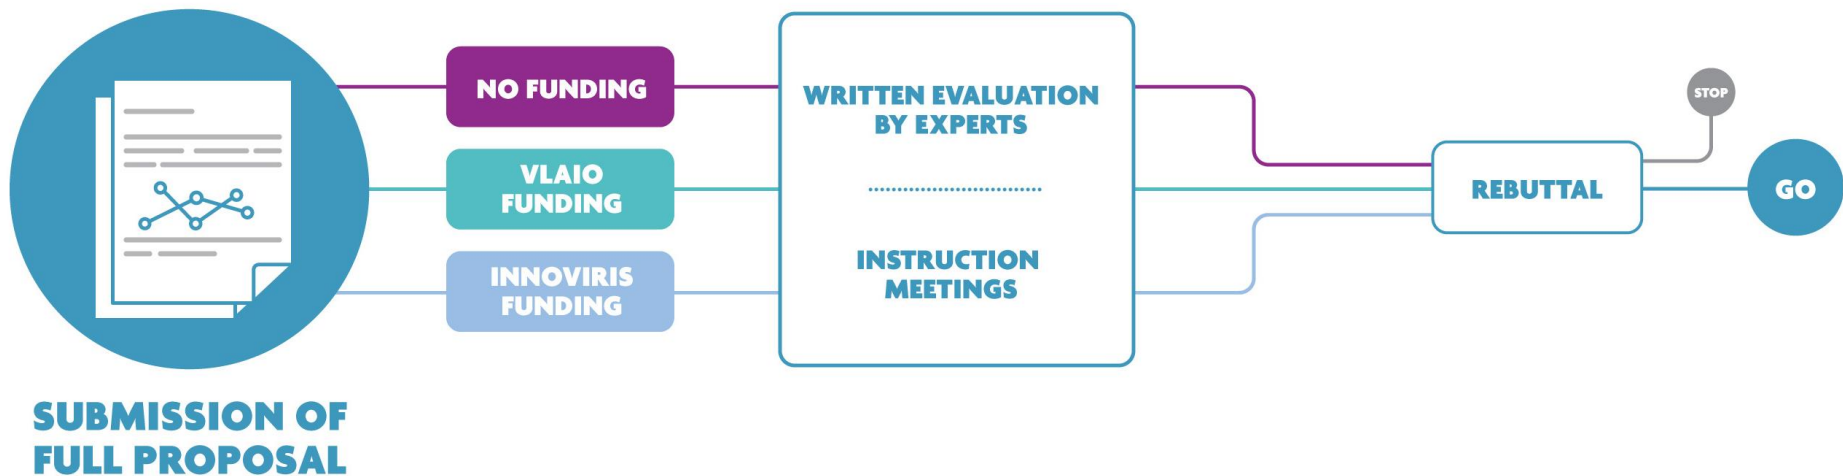 NO FUNDING
VLAIO
FUNDING
INNOVIRIS
FUNDING
WRITTEN EVALUATION
BY EXPERTS
INSTRUCTION
MEETINGS
REBUTTAL
STOP
GO
SUBMISSION OF
FULL PROPOSAL